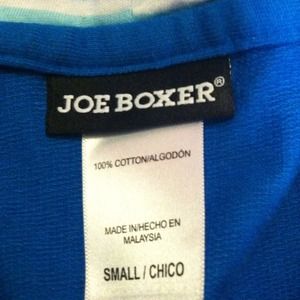 JOE BOXER®
100% COTTON/ALGODÓN
MADE IN/HECHO EN
MALAYSIA
SMALL / CHICO